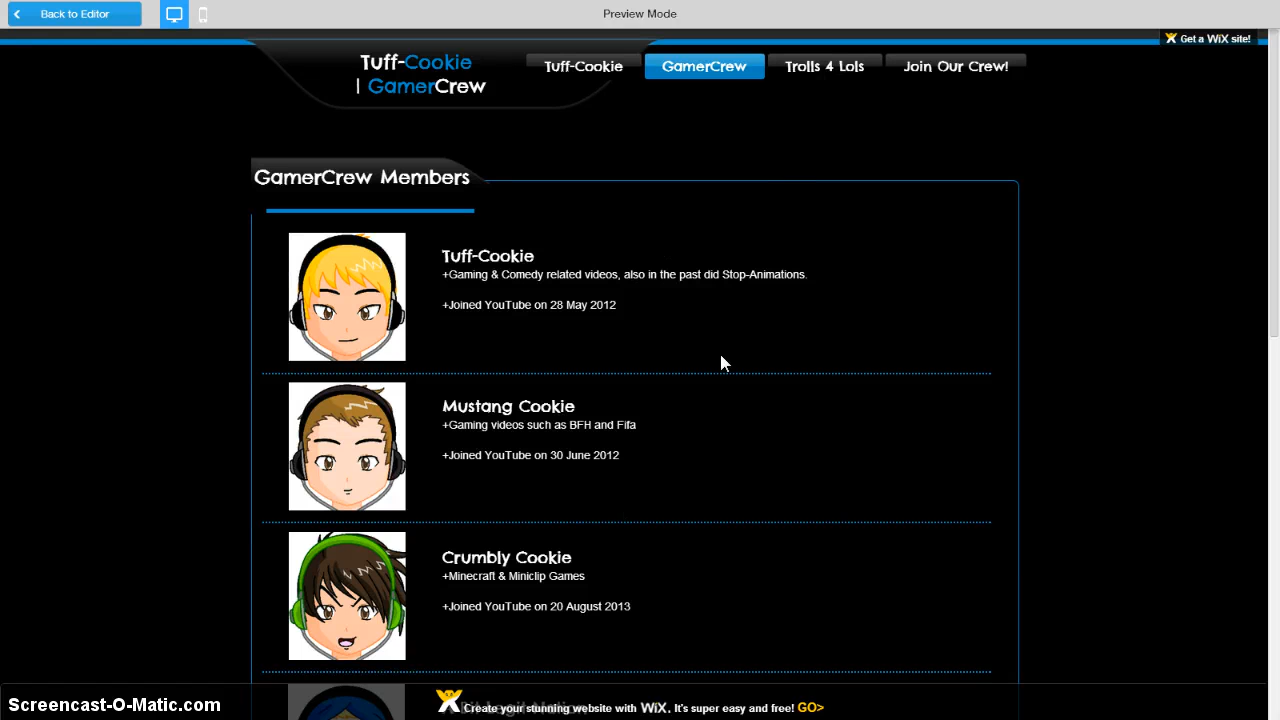 Back to Editor
Preview Mode
Get a WiX site!
Tuff-Cookie
| GamerCrew
Tuff-Cookie
GamerCrew
Trolls 4 Lols
Join Our Crew!
GamerCrew Members
Tuff-Cookie
+Gaming & Comedy related videos, also in the past did Stop-Animations.
+Joined YouTube on 28 May 2012
Mustang Cookie
+Gaming videos such as BFH and Fifa
+Joined YouTube on 30 June 2012
Crumbly Cookie
+Minecraft & Miniclip Games
+Joined YouTube on 20 August 2013
Screencast-O-Matic.com
Create your stunning website with WiX. It's super easy and free! GO>